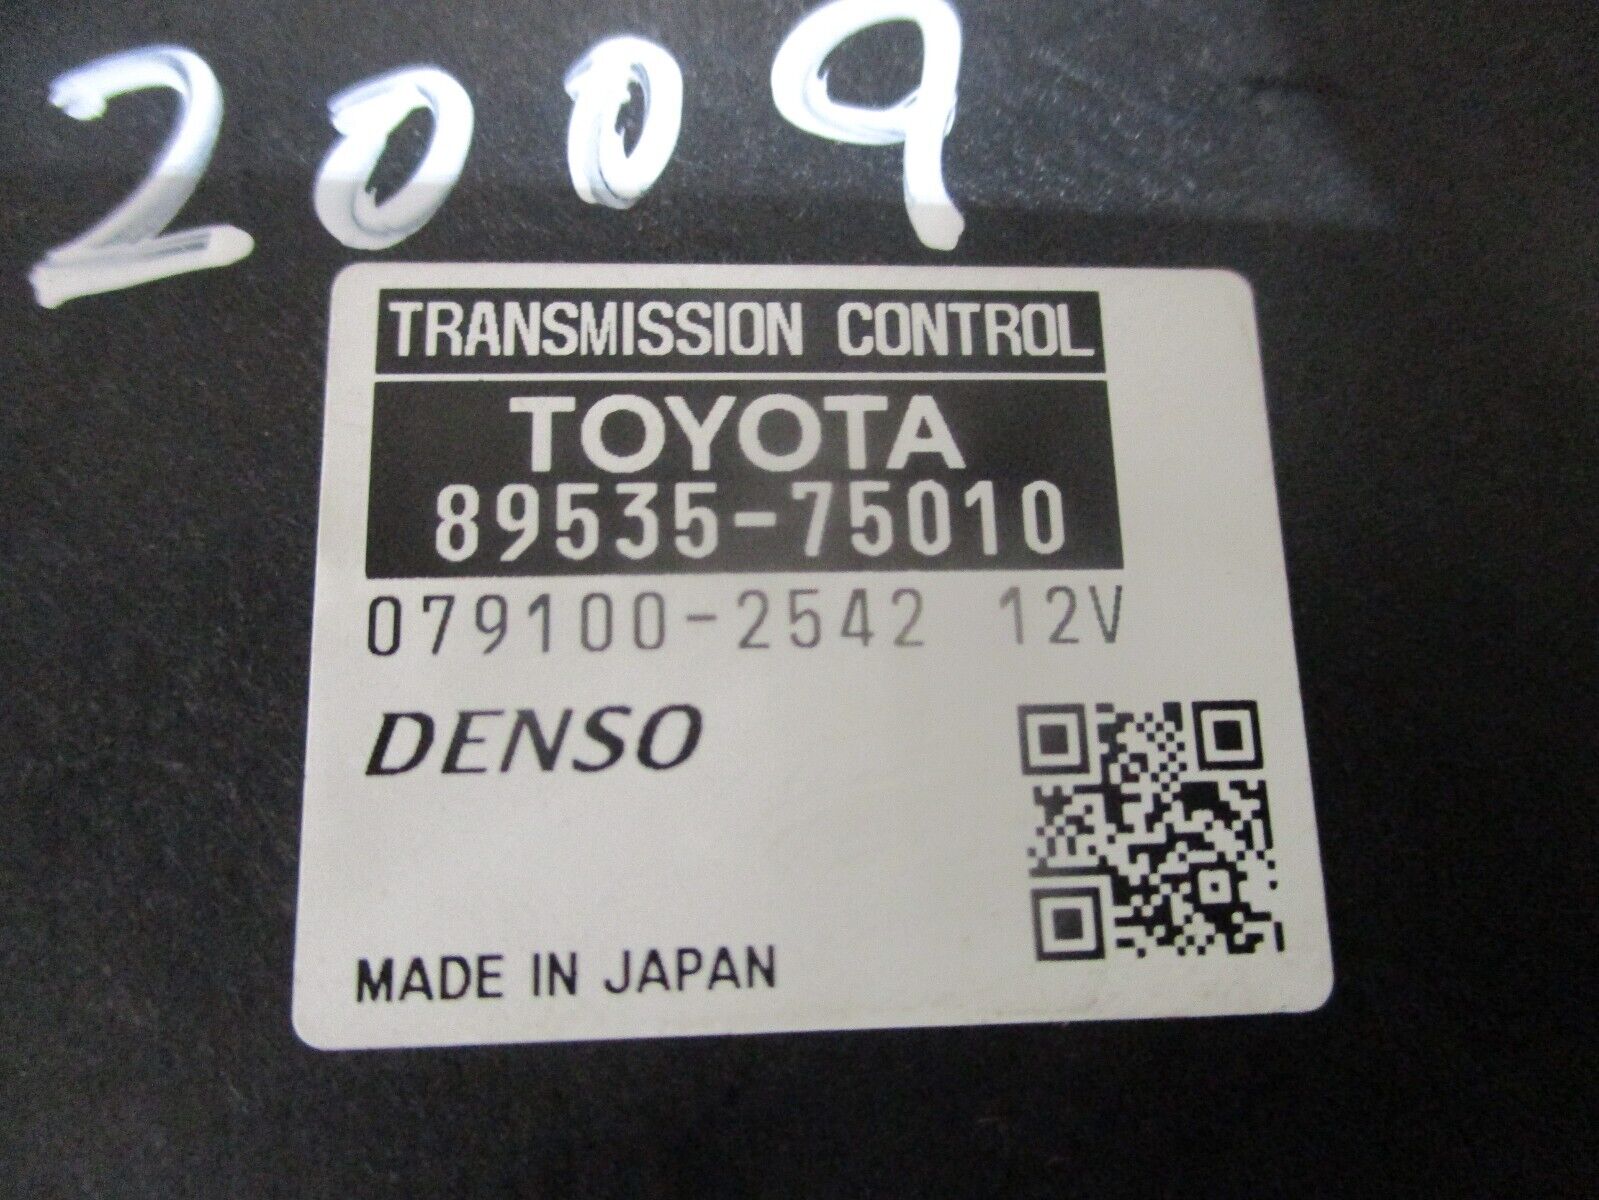 2009
TRANSMISSION CONTROL
TOYOTA
89535-75010
079100-2542 12V
DENSO
MADE IN JAPAN